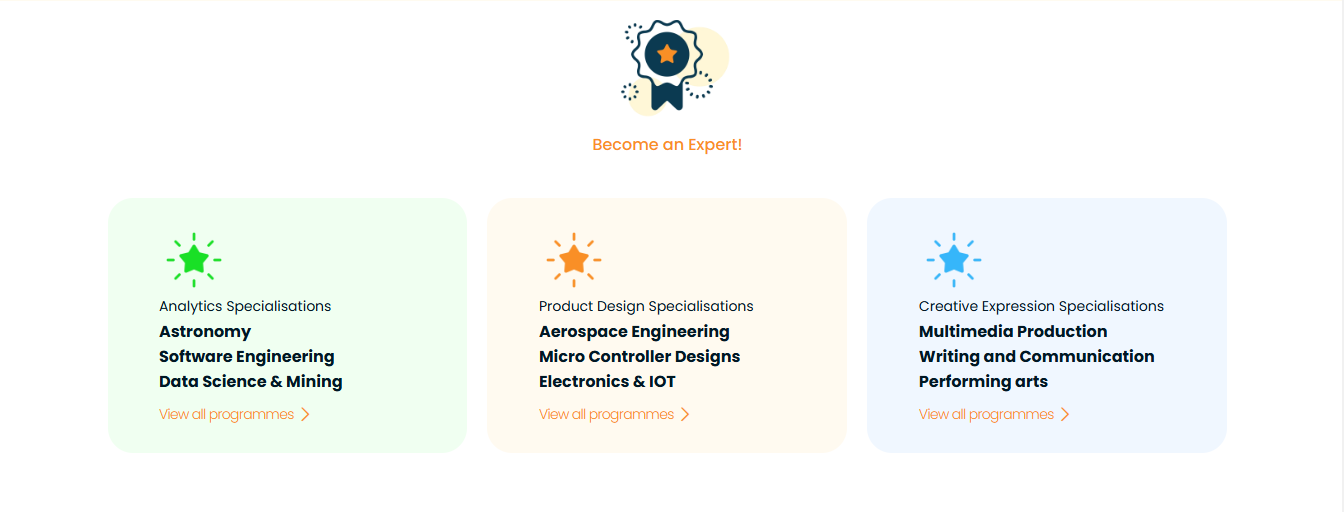 Become an Expert!
Analytics Specialisations
Astronomy
Software Engineering
Data Science & Mining
View all programmes
Product Design Specialisations
Aerospace Engineering
Micro Controller Designs
Electronics & IOT
View all programmes
Creative Expression Specialisations
Multimedia Production
Writing and Communication
Performing arts
View all programmes